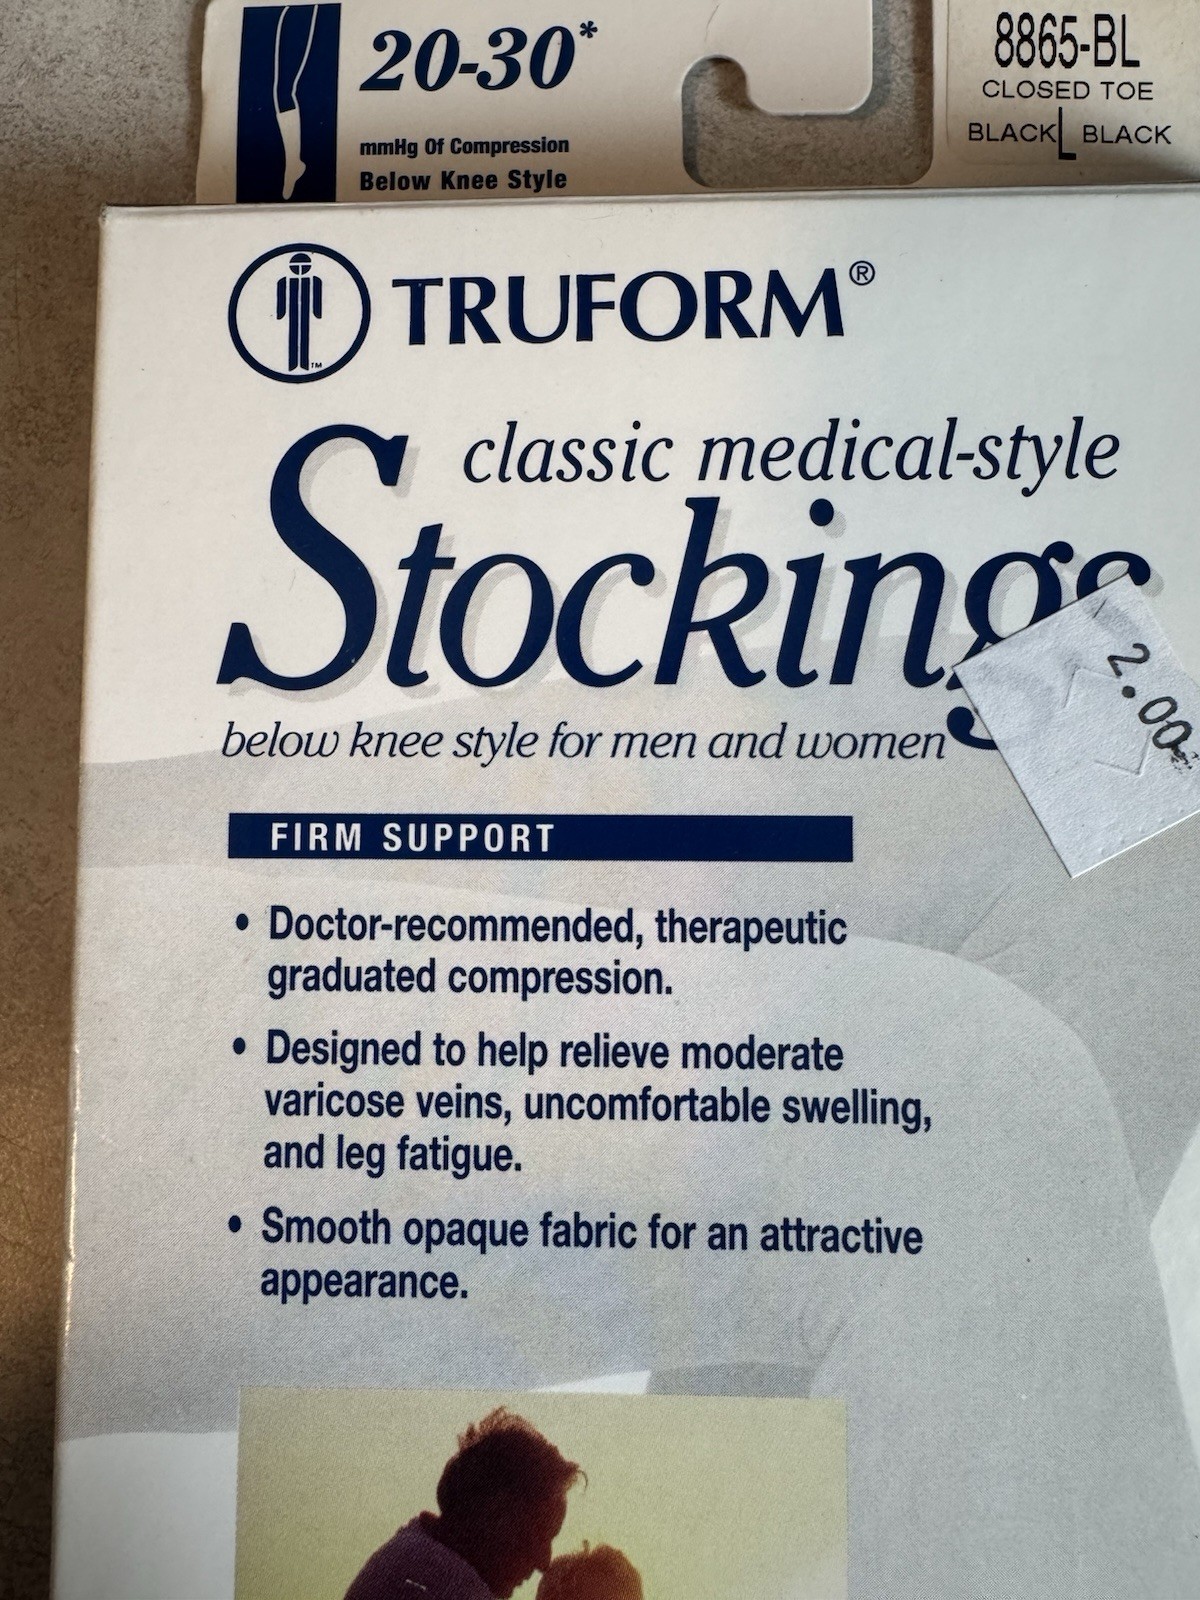 20-30*
mmHg Of Compression
Below Knee Style
8865-BL
CLOSED TOE
BLACK L BLACK
TRUFORM®
™
classic medical-style
Stockings
2.00
below knee style for men and women
FIRM SUPPORT
• Doctor-recommended, therapeutic
graduated compression.
• Designed to help relieve moderate
varicose veins, uncomfortable swelling,
and leg fatigue.
• Smooth opaque fabric for an attractive
appearance.